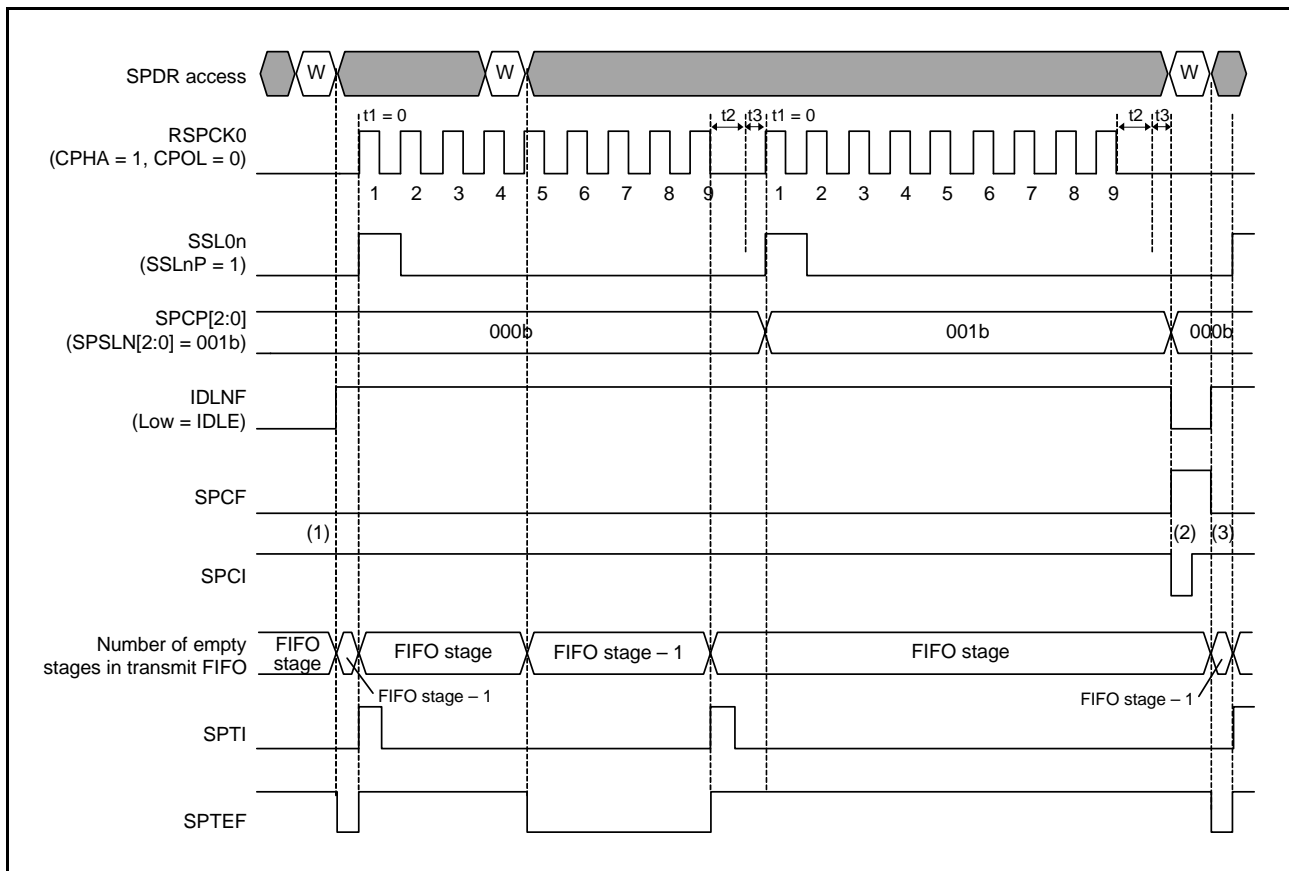 SPDR access
W
W
W
RSPCK0
(CPHA = 1, CPOL = 0)
t1 = 0
t2
t3
t1 = 0
t2
t3
1 2 3 4 5 6 7 8 9 1 2 3 4 5 6 7 8 9
SSL0n
(SSLnP = 1)
SPCP[2:0]
(SPSLN[2:0] = 001b)
000b
001b
000b
IDLNF
(Low = IDLE)
SPCF
(1)
(2)
(3)
SPCI
Number of empty
stages in transmit FIFO
FIFO
stage
FIFO stage
FIFO stage – 1
FIFO stage
FIFO stage – 1
FIFO stage – 1
SPTI
SPTEF